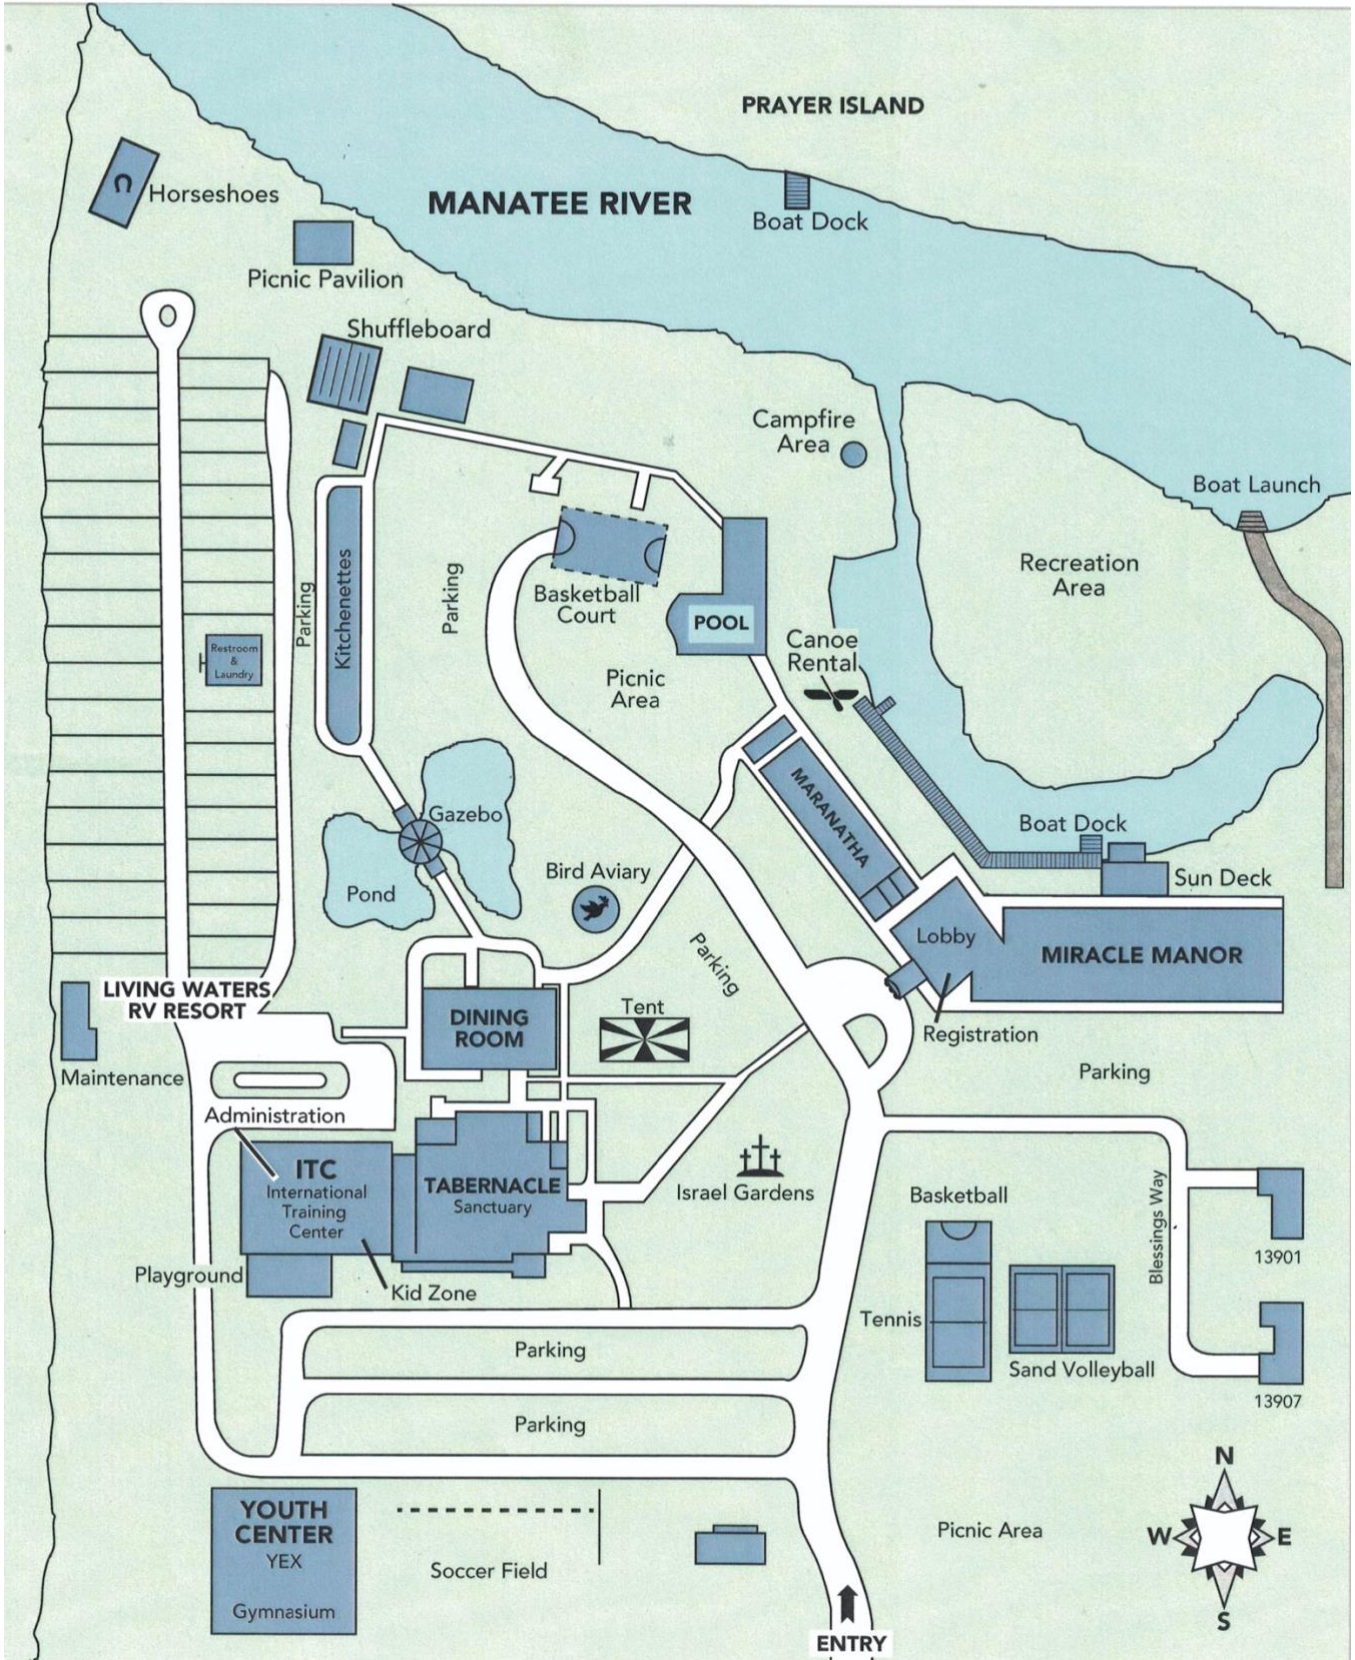 PRAYER ISLAND
MANATEE RIVER
Boat Dock
Horseshoes
Picnic Pavilion
Shuffleboard
Campfire
Area
Boat Launch
Recreation
Area
Kitchenettes
Parking
Parking
Basketball
Court
POOL
Restroom
&
Laundry
Canoe
Rental
Picnic
Area
MARANATHA
Gazebo
Boat Dock
Pond
Bird Aviary
Sun Deck
Lobby
MIRACLE MANOR
Parking
LIVING WATERS
RV RESORT
DINING
ROOM
Tent
Registration
Maintenance
Parking
Administration
ITC
International
Training
Center
TABERNACLE
Sanctuary
Israel Gardens
Basketball
Blessings Way
13901
Playground
Kid Zone
Tennis
Parking
Sand Volleyball
13907
Parking
N
W
E
S
YOUTH
CENTER
YEX
Gymnasium
Soccer Field
Picnic Area
ENTRY